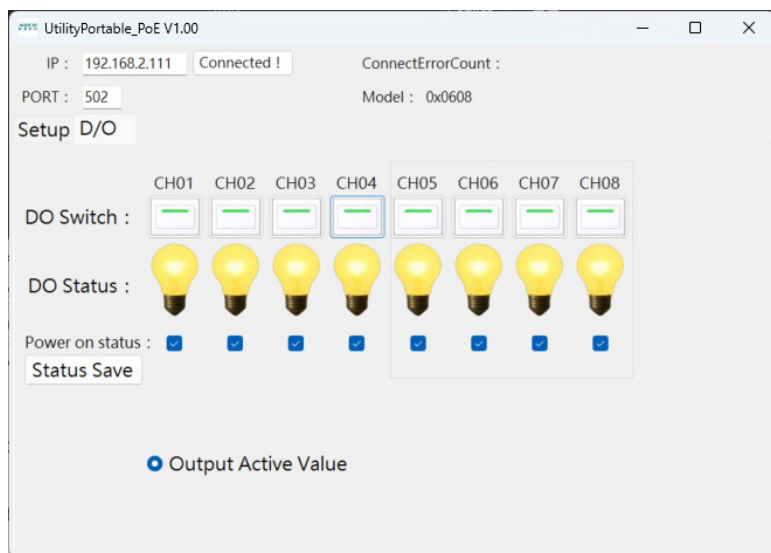 UtilityPortable_PoE V1.00
IP : 192.168.2.111 Connected ! ConnectErrorCount :
PORT : 502 Model : 0x0608
Setup D/O
CH01 CH02 CH03 CH04 CH05 CH06 CH07 CH08
DO Switch :
DO Status :
Power on status :
Status Save
Output Active Value